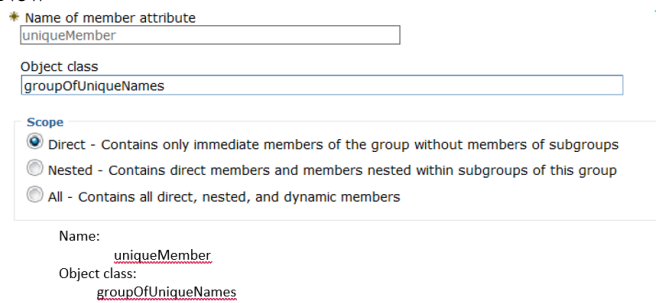 Name of member attribute
uniqueMember
Object class
groupOfUniqueNames
Scope
Direct - Contains only immediate members of the group without members of subgroups
Nested - Contains direct members and members nested within subgroups of this group
All - Contains all direct, nested, and dynamic members
Name:
uniqueMember
Object class:
groupOfUniqueNames